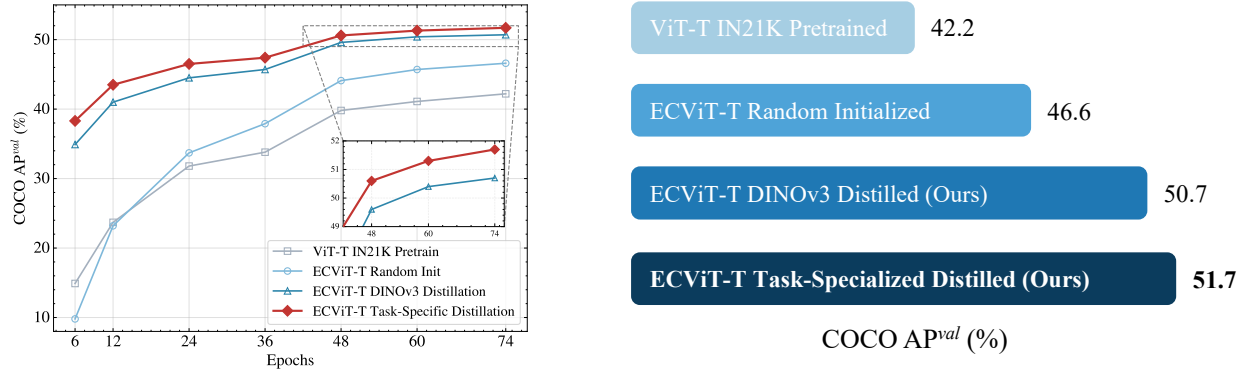 50
40
30
20
10
COCO AP^val (%)
6 12 24 36 48 60 74
Epochs
52
51
50
49
48 60 74
ViT-T IN21K Pretrain
ECViT-T Random Init
ECViT-T DINOv3 Distillation
ECViT-T Task-Specific Distillation
ViT-T IN21K Pretrained 42.2
ECViT-T Random Initialized 46.6
ECViT-T DINOv3 Distilled (Ours) 50.7
ECViT-T Task-Specialized Distilled (Ours) 51.7
COCO AP^val (%)